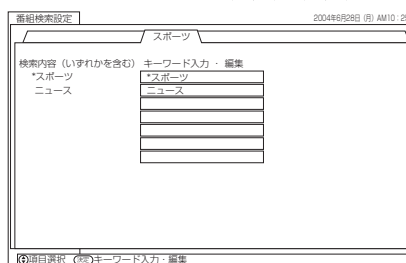 番組検索設定 2004年6月28日 (月) AM10:25
スポーツ
検索内容 (いずれかを含む) キーワード入力 ・ 編集
*スポーツ *スポーツ
ニュース ニュース
項目選択 決定 キーワード入力・編集